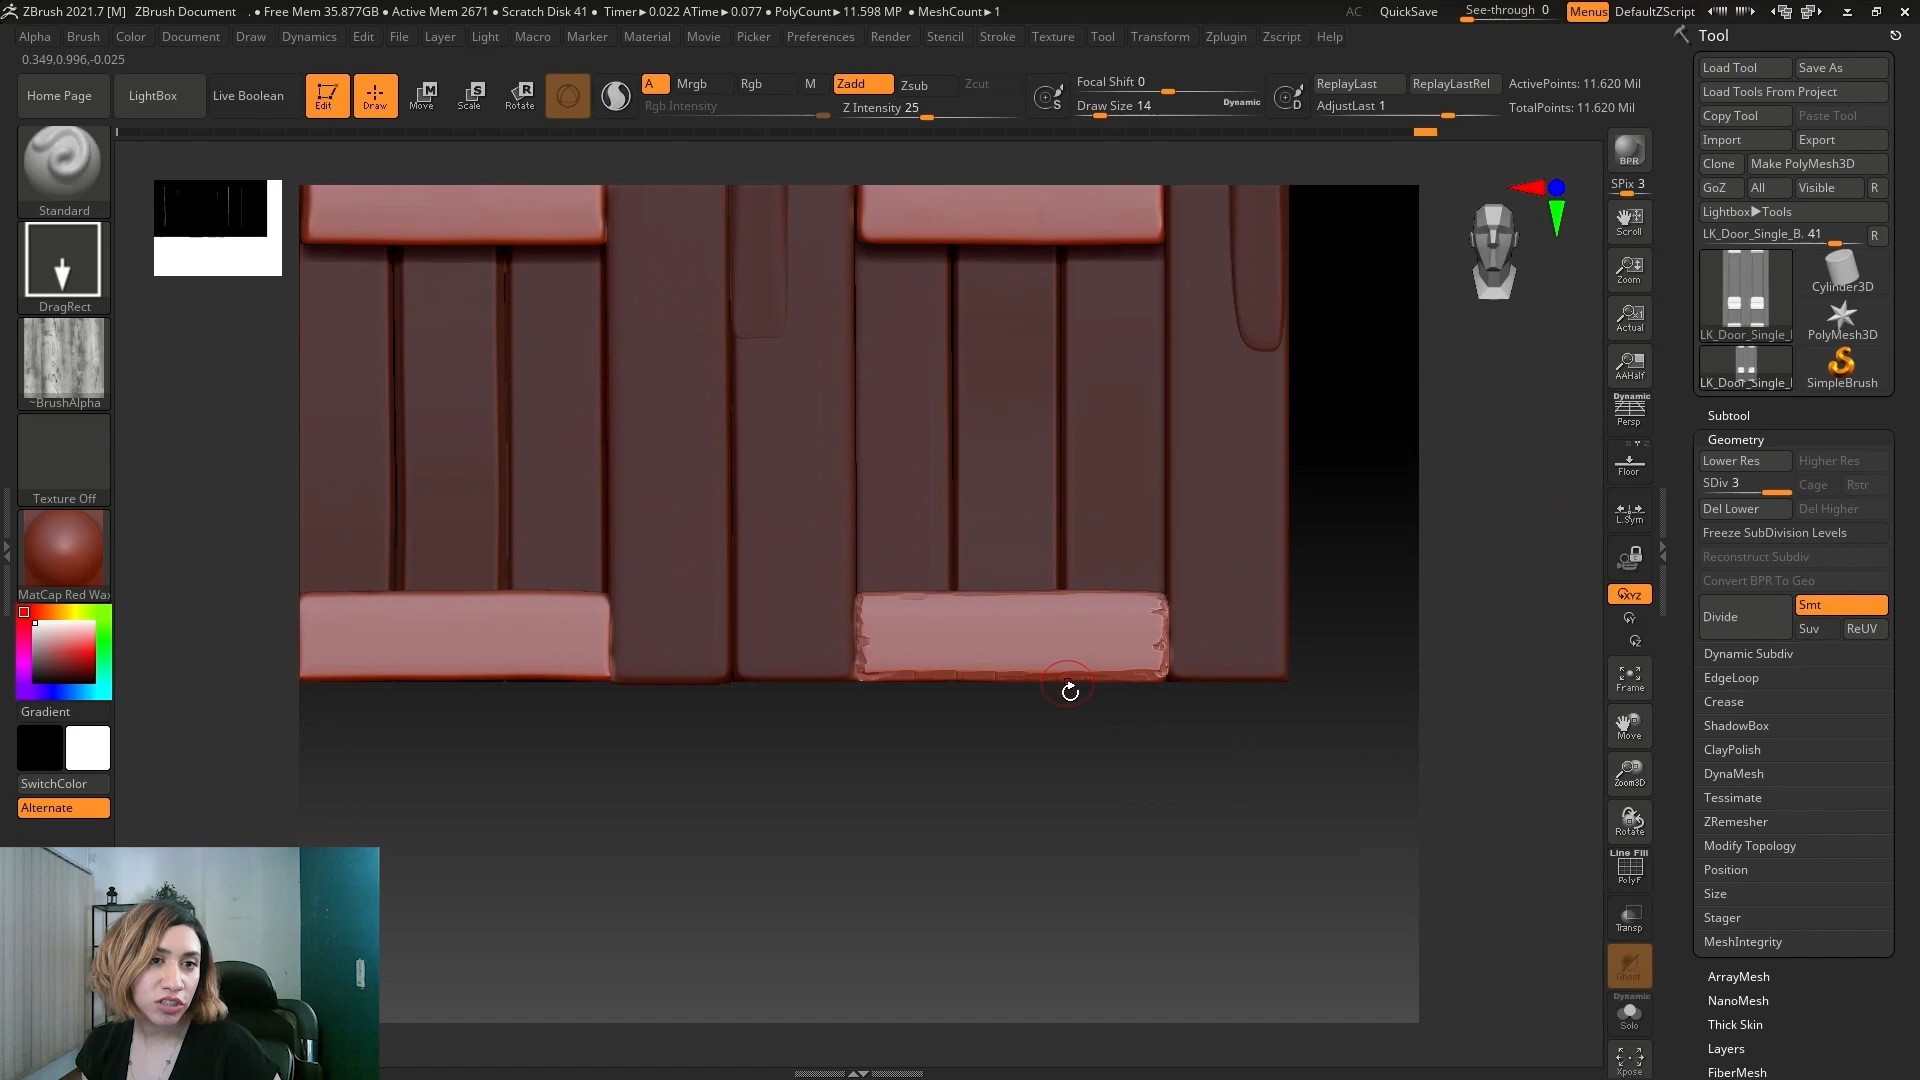 ZBrush 2021.7 [M] ZBrush Document . ● Free Mem 35.877GB ● Active Mem 2671 ● Scratch Disk 41 ● Timer►0.022 ATime►0.077 ● PolyCount►11.598 MP ● MeshCount►1
AC QuickSave See-through 0 Menus DefaultZScript
Alpha Brush Color Document Draw Dynamics Edit File Layer Light Macro Marker Material Movie Picker Preferences Render Stencil Stroke Texture Tool Transform Zplugin Zscript Help
0.349,0.996,-0.025
Home Page LightBox Live Boolean Edit Draw Move Scale Rotate
A Mrgb Rgb M Zadd Zsub Zcut
Rgb Intensity Z Intensity 25
Focal Shift 0
Draw Size 14 Dynamic
ReplayLast ReplayLastRel ActivePoints: 11.620 Mil
AdjustLast 1 TotalPoints: 11.620 Mil
Standard
DragRect
~BrushAlpha
Texture Off
MatCap Red Wax
Gradient
SwitchColor
Alternate
BPR
SPix 3
Scroll
Zoom
Actual
AAHalf
Dynamic
Persp
Floor
L.Sym
XYZ
Frame
Move
Zoom3D
Rotate
Line Fill
PolyF
Transp
Ghost
Dynamic
Solo
Xpose
Tool
Load Tool Save As
Load Tools From Project
Copy Tool Paste Tool
Import Export
Clone Make PolyMesh3D
GoZ All Visible R
Lightbox►Tools
LK_Door_Single_B. 41 R
Cylinder3D
LK_Door_Single_ PolyMesh3D
LK_Door_Single_ SimpleBrush
Subtool
Geometry
Lower Res Higher Res
SDiv 3 Cage Rstr
Del Lower Del Higher
Freeze SubDivision Levels
Reconstruct Subdiv
Convert BPR To Geo
Divide Smt
Suv ReUV
Dynamic Subdiv
EdgeLoop
Crease
ShadowBox
ClayPolish
DynaMesh
Tessimate
ZRemesher
Modify Topology
Position
Size
Stager
MeshIntegrity
ArrayMesh
NanoMesh
Thick Skin
Layers
FiberMesh